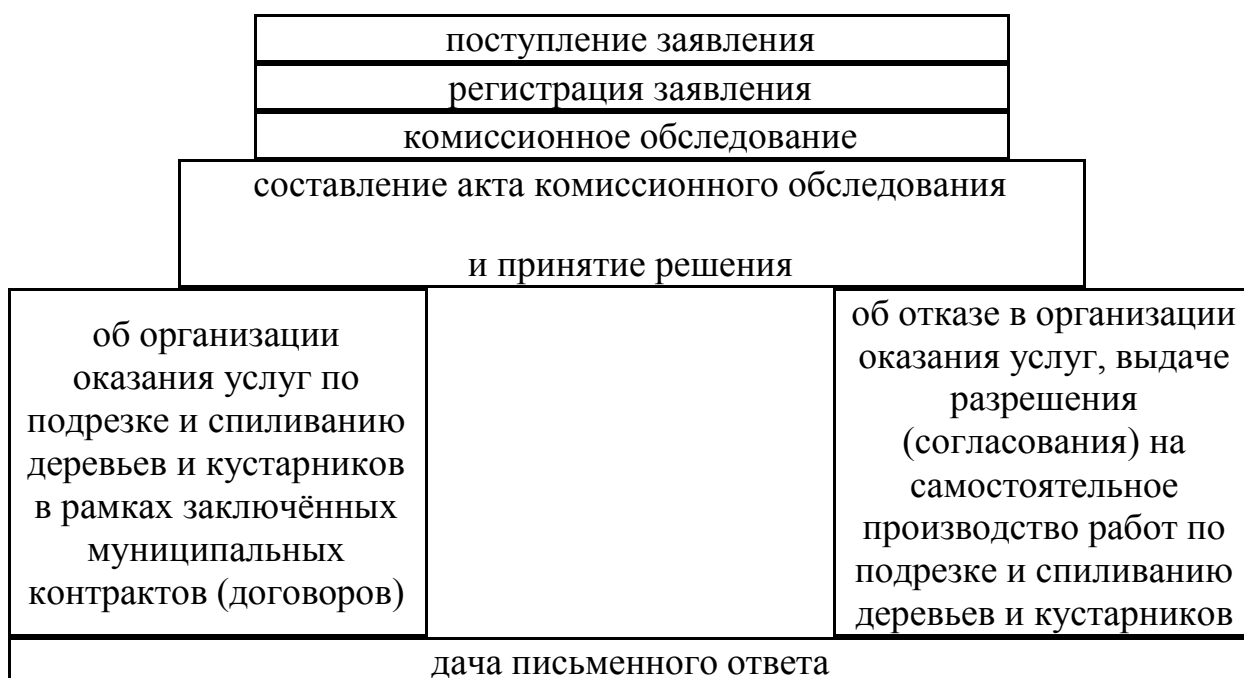 поступление заявления
регистрация заявления
комиссионное обследование
составление акта комиссионного обследования
и принятие решения
об организации
оказания услуг по
подрезке и спиливанию
деревьев и кустарников
в рамках заключённых
муниципальных
контрактов (договоров)
об отказе в организации
оказания услуг, выдаче
разрешения
(согласования) на
самостоятельное
производство работ по
подрезке и спиливанию
деревьев и кустарников
дача письменного ответа